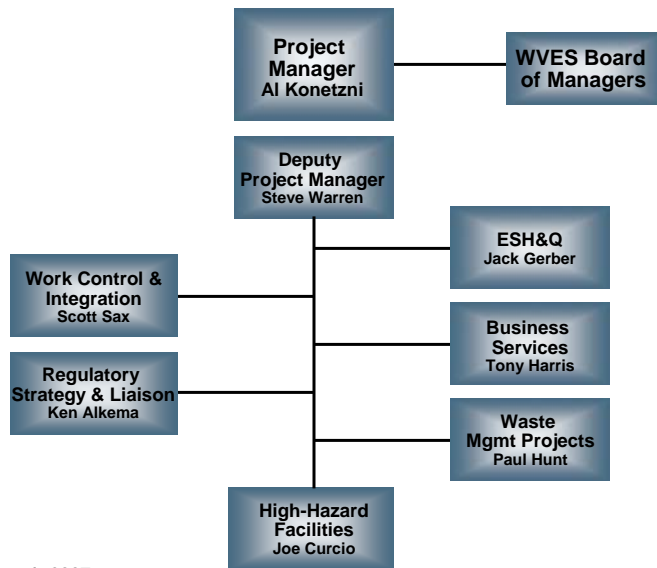 Project
Manager
Al Konetzni
WVES Board
of Managers
Deputy
Project Manager
Steve Warren
ESH&Q
Jack Gerber
Work Control &
Integration
Scott Sax
Business
Services
Tony Harris
Regulatory
Strategy & Liaison
Ken Alkema
Waste
Mgmt Projects
Paul Hunt
High-Hazard
Facilities
Joe Curcio